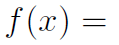 f(x) =